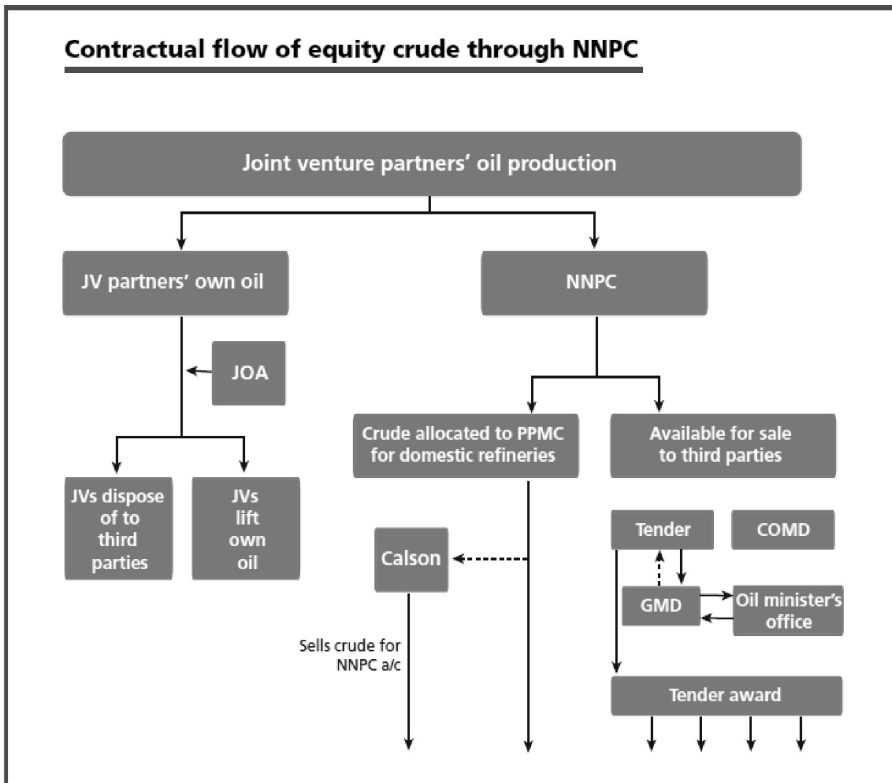 Contractual flow of equity crude through NNPC
Joint venture partners' oil production
JV partners' own oil
NNPC
JOA
Crude allocated to PPMC
for domestic refineries
Available for sale
to third parties
JVs dispose
of to
third
parties
JVs
lift
own
oil
Calson
Tender
COMD
GMD
Oil minister's
office
Sells crude for
NNPC a/c
Tender award